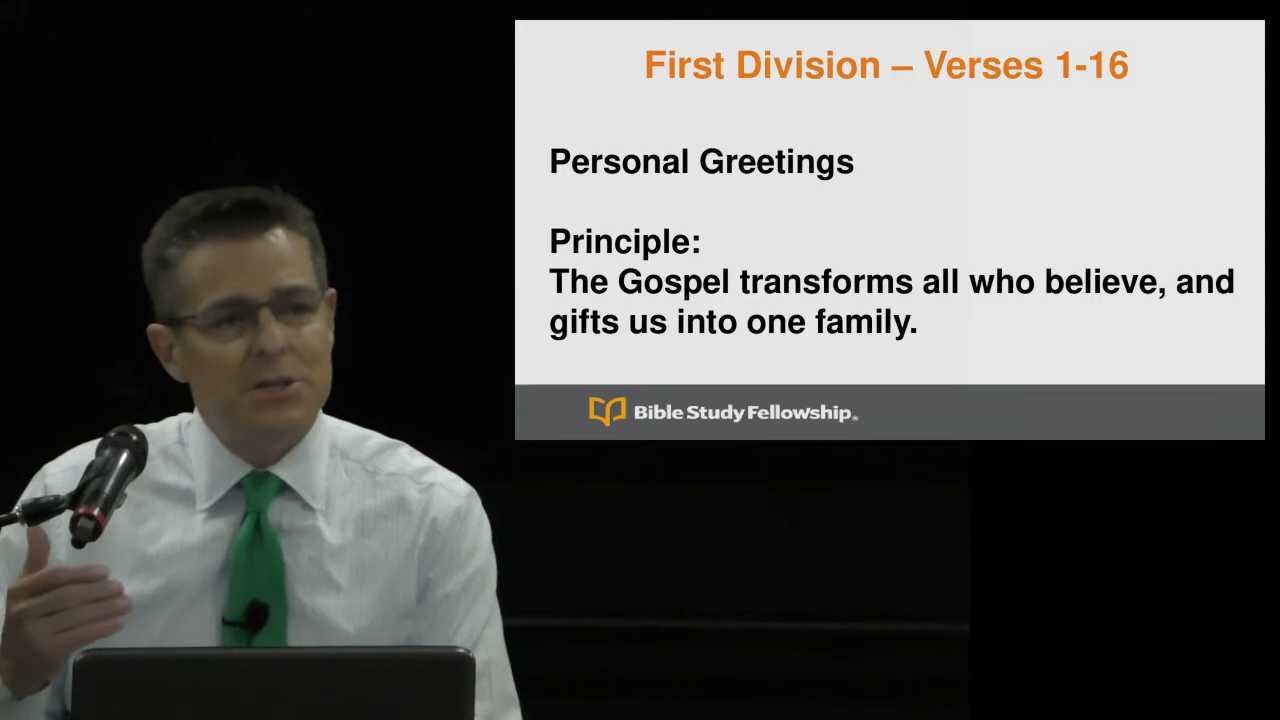 First Division – Verses 1-16
Personal Greetings
Principle:
The Gospel transforms all who believe, and
gifts us into one family.
Bible Study Fellowship®